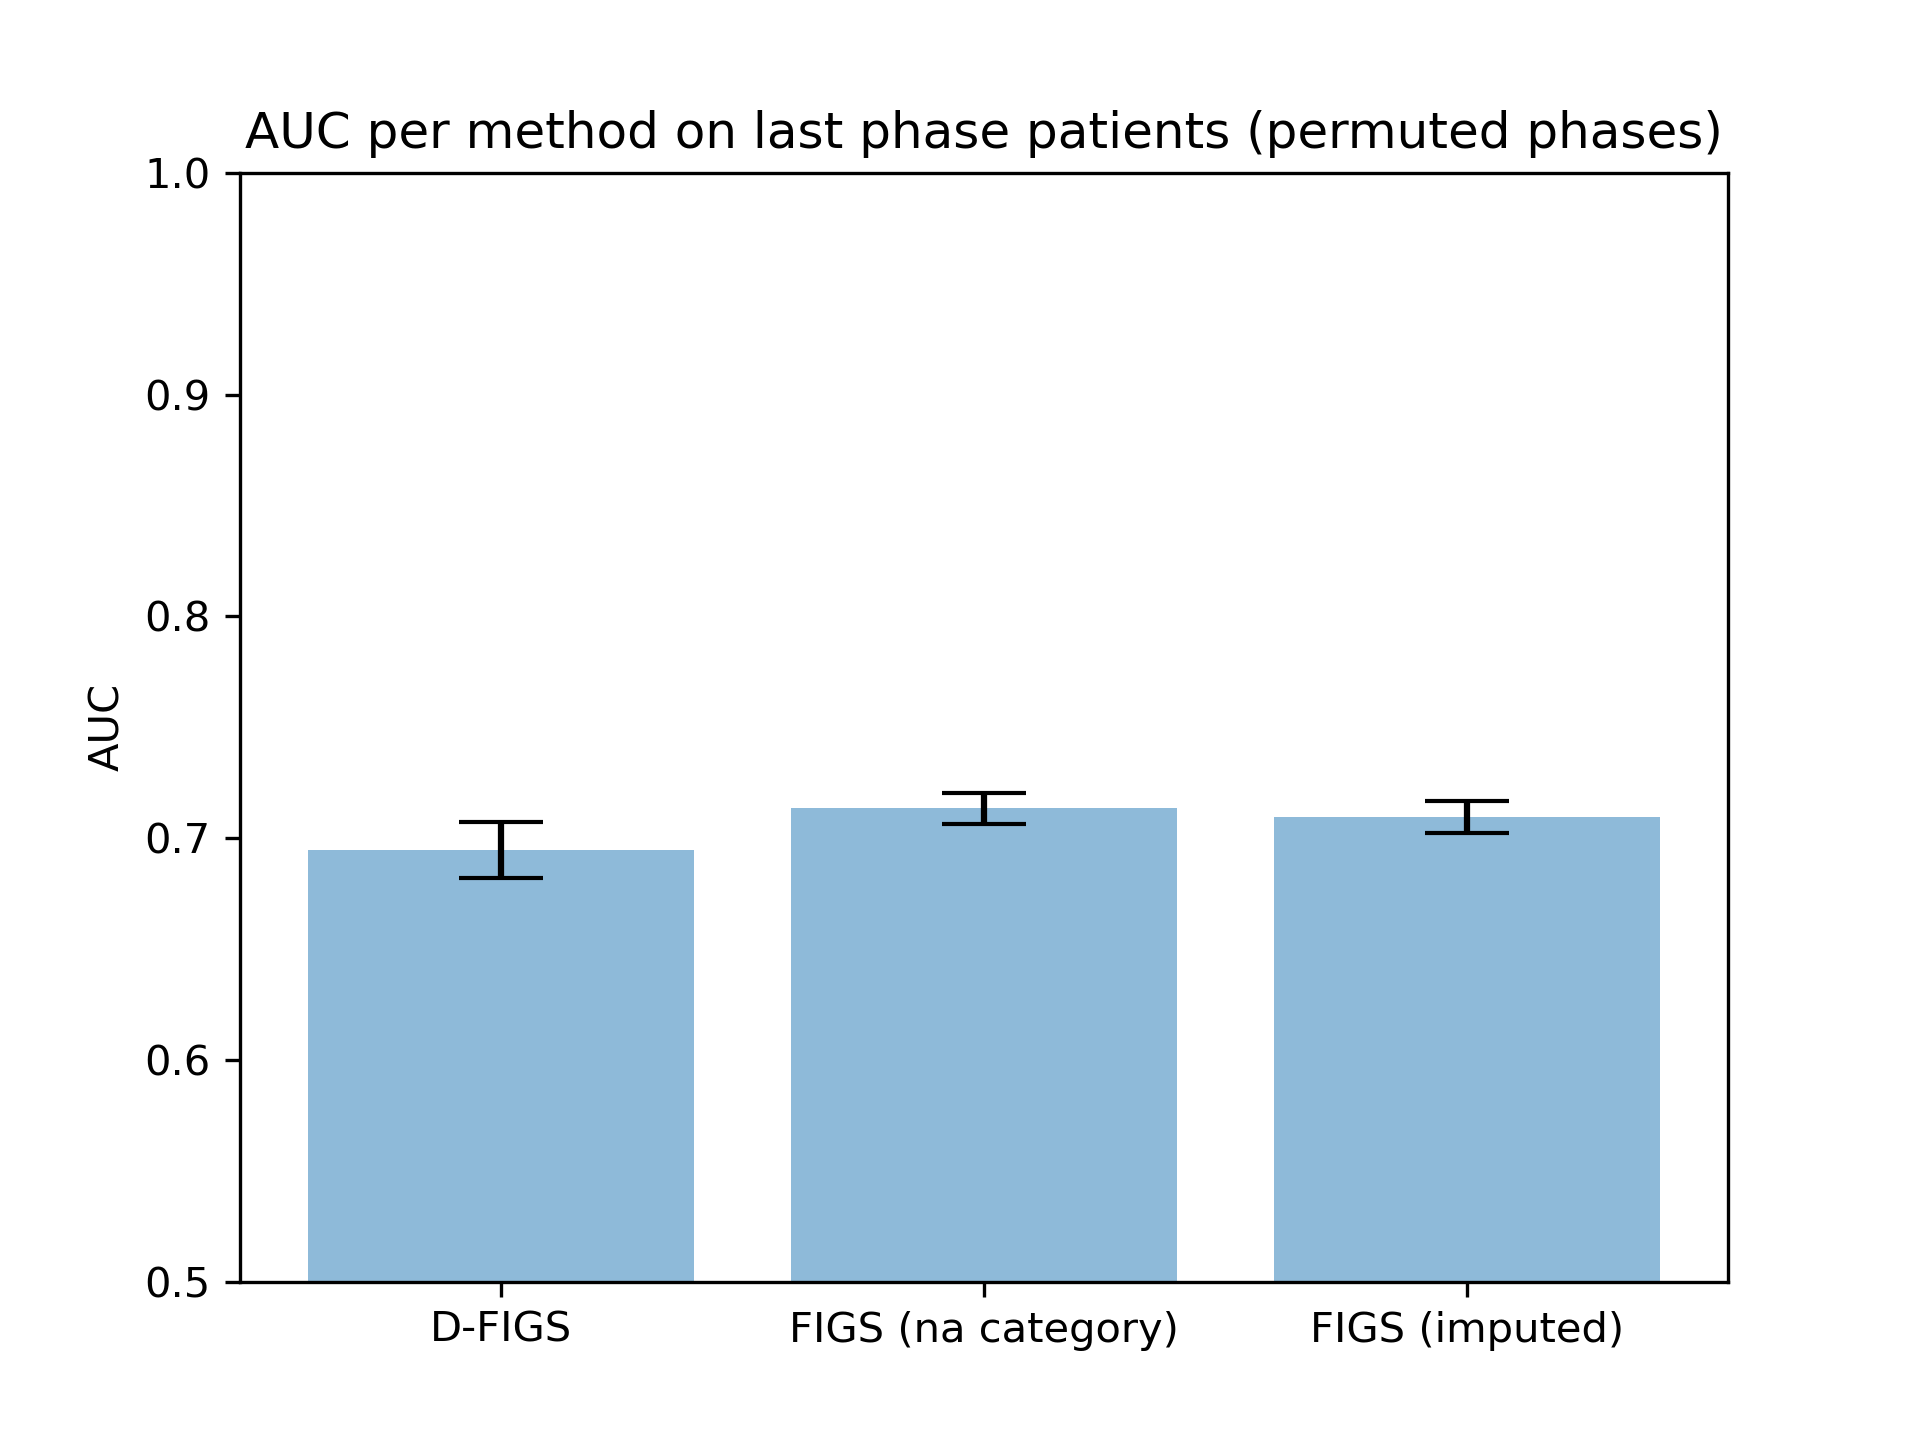 AUC per method on last phase patients (permuted phases)
1.0
0.9
0.8
0.7
0.6
0.5
AUC
D-FIGS
FIGS (na category)
FIGS (imputed)